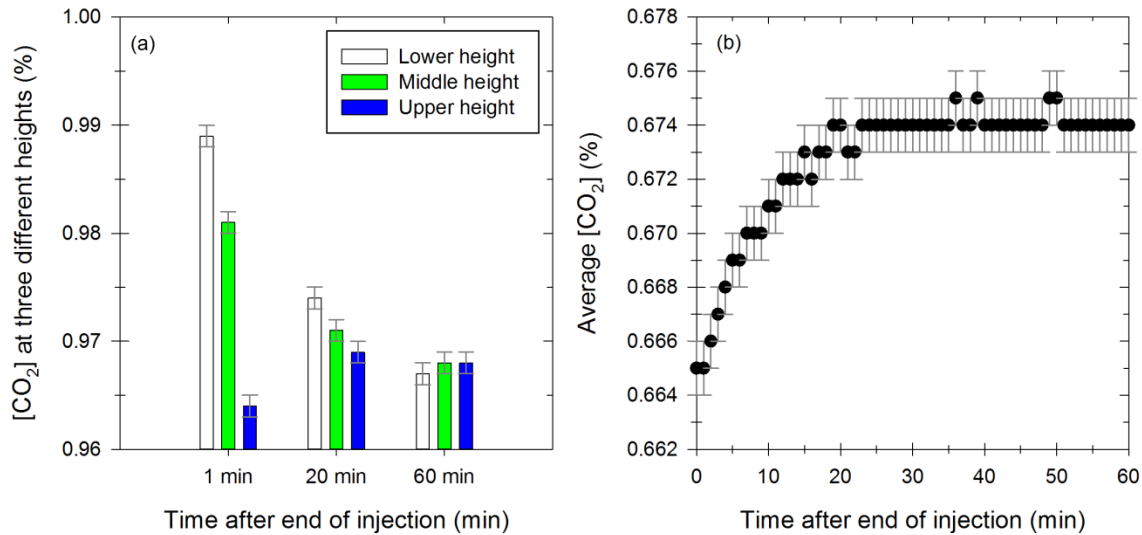 (a)
Lower height
Middle height
Upper height
[CO₂] at three different heights (%)
1.00
0.99
0.98
0.97
0.96
1 min 20 min 60 min
Time after end of injection (min)
(b)
Average [CO₂] (%)
0.678
0.676
0.674
0.672
0.670
0.668
0.666
0.664
0.662
0 10 20 30 40 50 60
Time after end of injection (min)